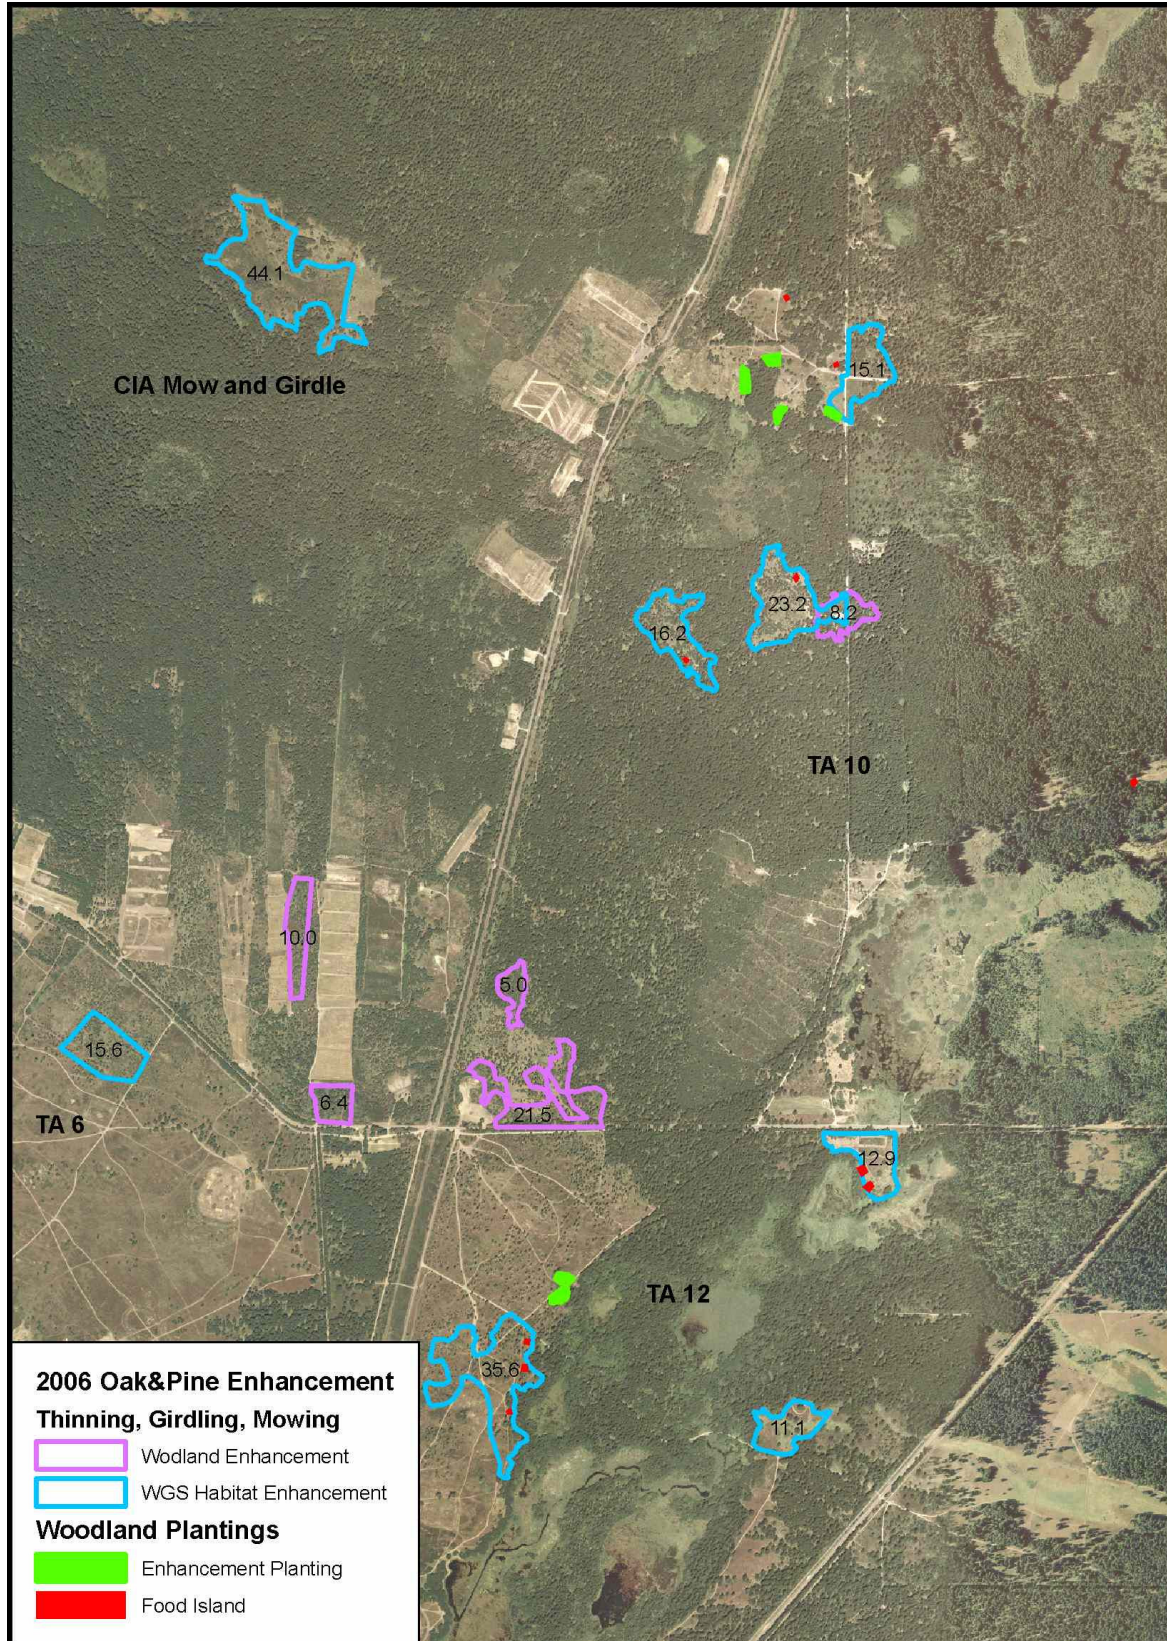 44.1
CIA Mow and Girdle
15.1
23.2
8.2
16.2
TA 10
10.0
5.0
15.6
6.4
21.5
TA 6
12.9
TA 12
35.6
11.1
2006 Oak&Pine Enhancement
Thinning, Girdling, Mowing
Wodland Enhancement
WGS Habitat Enhancement
Woodland Plantings
Enhancement Planting
Food Island